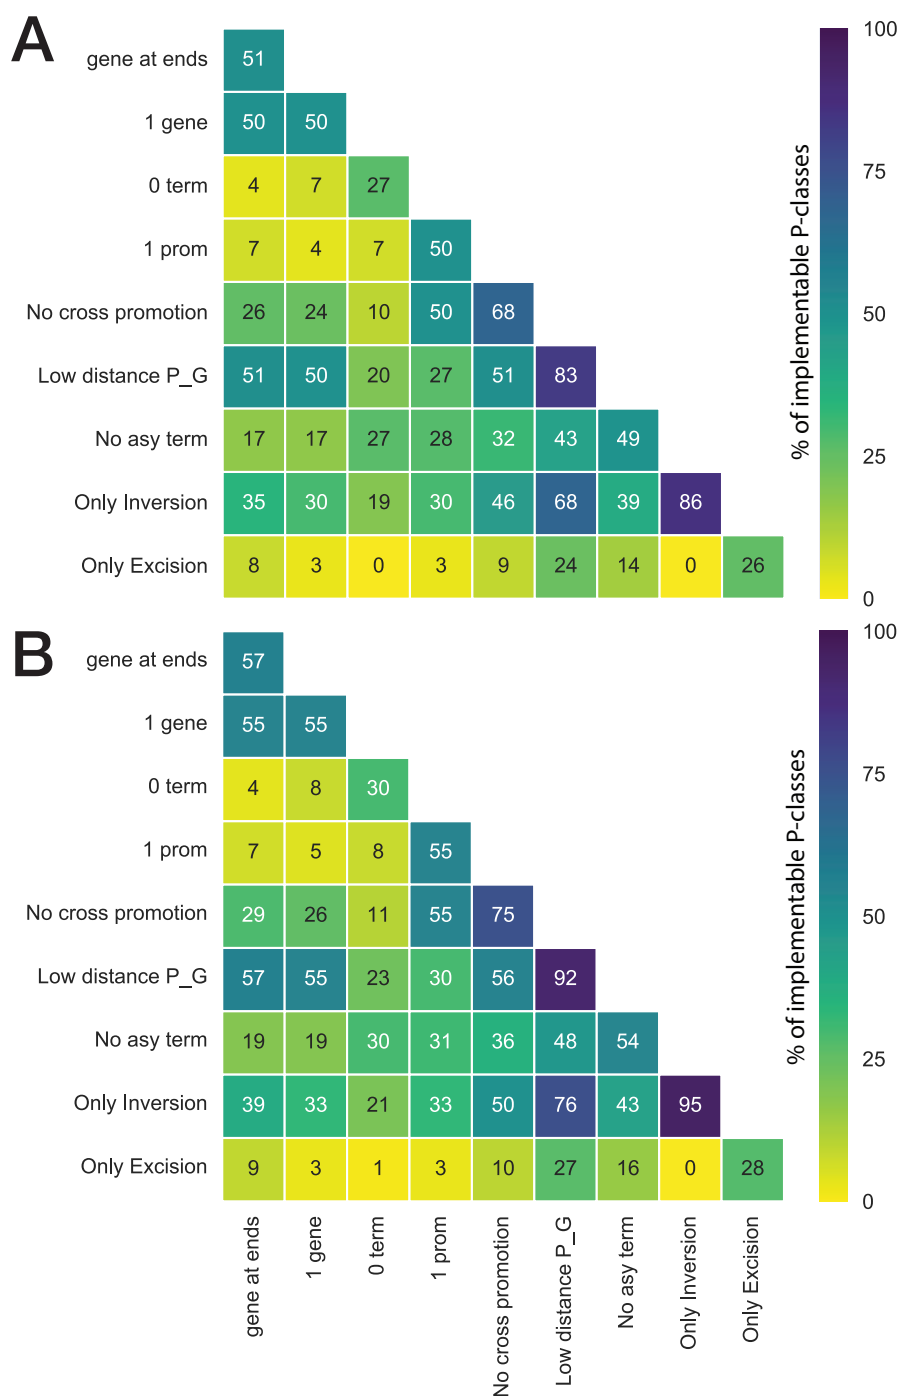 A
gene at ends 51
1 gene 50 50
0 term 4 7 27
1 prom 7 4 7 50
No cross promotion 26 24 10 50 68
Low distance P_G 51 50 20 27 51 83
No asy term 17 17 27 28 32 43 49
Only Inversion 35 30 19 30 46 68 39 86
Only Excision 8 3 0 3 9 24 14 0 26
100
75
50
25
0
% of implementable P-classes
B
gene at ends 57
1 gene 55 55
0 term 4 8 30
1 prom 7 5 8 55
No cross promotion 29 26 11 55 75
Low distance P_G 57 55 23 30 56 92
No asy term 19 19 30 31 36 48 54
Only Inversion 39 33 21 33 50 76 43 95
Only Excision 9 3 1 3 10 27 16 0 28
100
75
50
25
0
% of implementable P-classes
gene at ends
1 gene
0 term
1 prom
No cross promotion
Low distance P_G
No asy term
Only Inversion
Only Excision